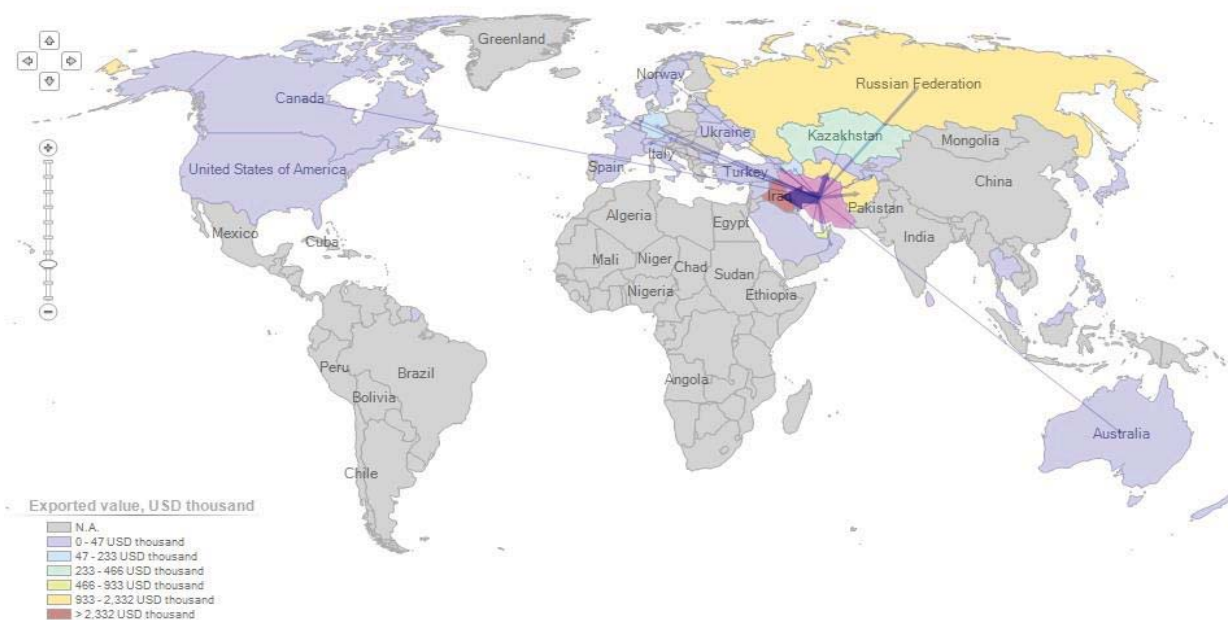 Greenland
Norway
Russian Federation
Canada
Ukraine
Kazakhstan
Mongolia
Italy
United States of America
Spain
Turkey
China
Iraq
Pakistan
Mexico
Cuba
Algeria
Egypt
India
Mali
Niger
Chad
Sudan
Nigeria
Ethiopia
Peru
Brazil
Angola
Bolivia
Australia
Chile
Exported value, USD thousand
N.A.
0 - 47 USD thousand
47 - 233 USD thousand
233 - 466 USD thousand
466 - 933 USD thousand
933 - 2,332 USD thousand
> 2,332 USD thousand